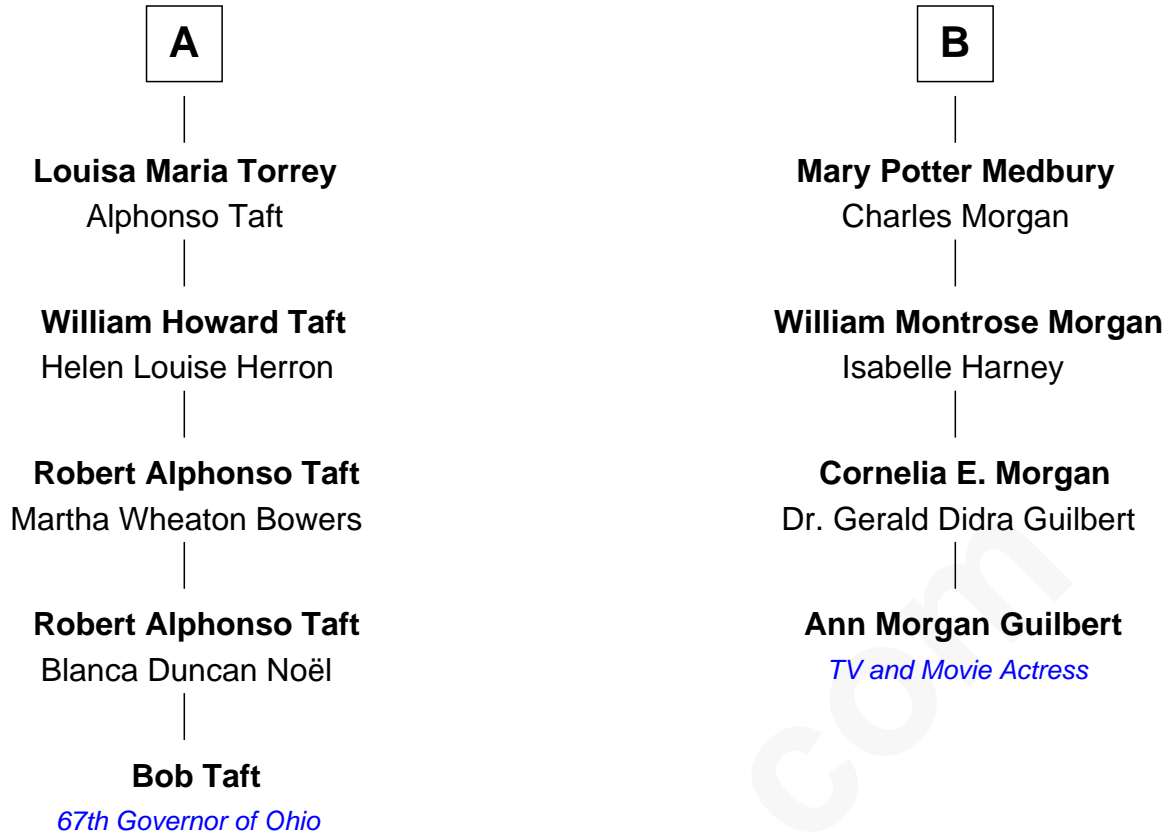 A
Louisa Maria Torrey
Alphonso Taft
William Howard Taft
Helen Louise Herron
Robert Alphonso Taft
Martha Wheaton Bowers
Robert Alphonso Taft
Blanca Duncan Noël
Bob Taft
67th Governor of Ohio
B
Mary Potter Medbury
Charles Morgan
William Montrose Morgan
Isabelle Harney
Cornelia E. Morgan
Dr. Gerald Didra Guilbert
Ann Morgan Guilbert
TV and Movie Actress
com